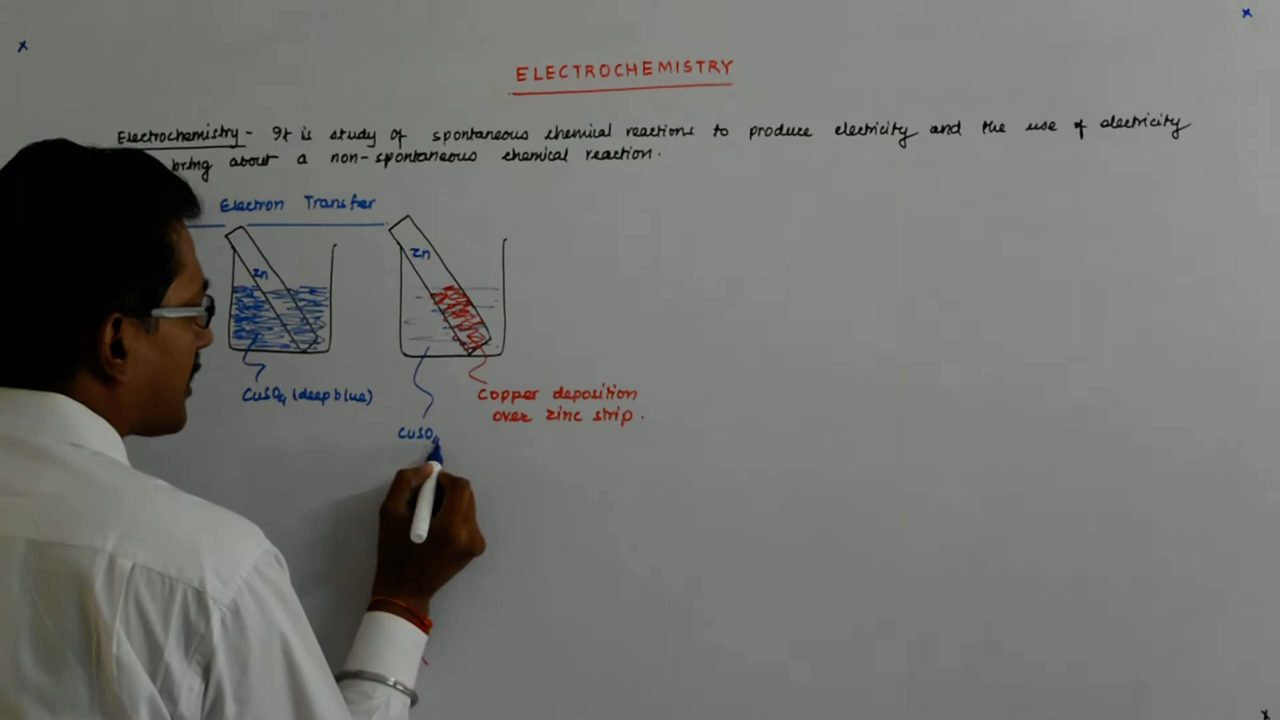 ELECTROCHEMISTRY
Electrochemistry - It is study of spontaneous chemical reactions to produce electricity and the use of electricity
bring about a non-spontaneous chemical reaction.
Electron Transfer
Zn
Zn
CuSO4 (deep blue)
Copper deposition
over zinc strip.
CuSO4